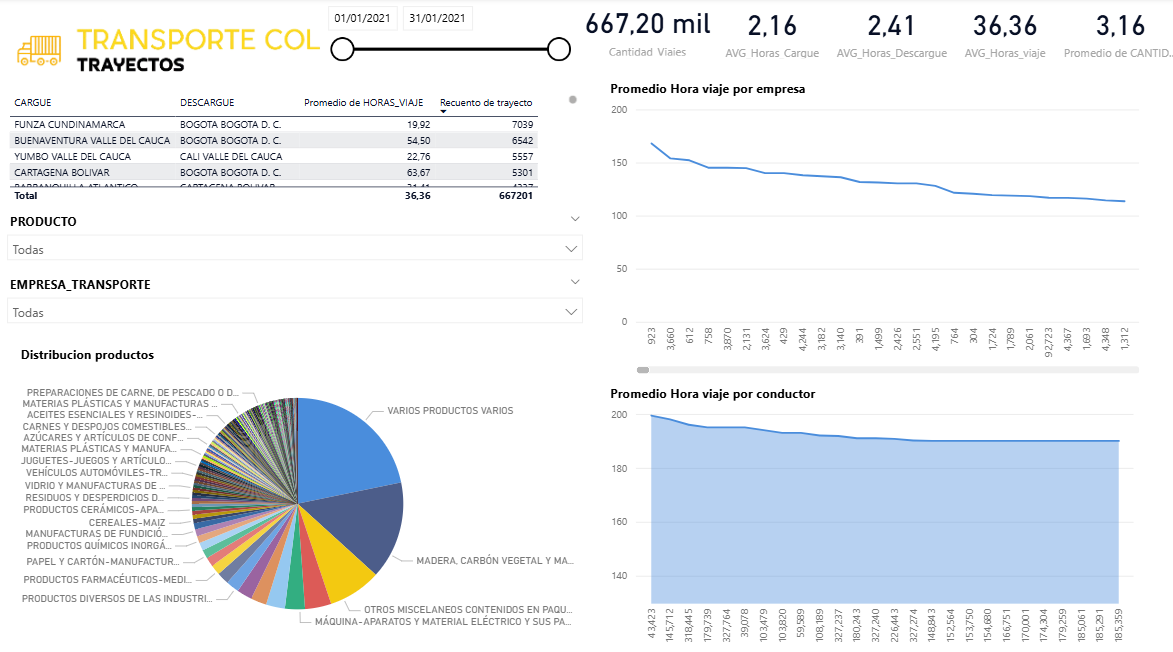 TRANSPORTE COL
TRAYECTOS
01/01/2021 31/01/2021
667,20 mil
Cantidad Viajes
2,16
AVG_Horas_Cargue
2,41
AVG_Horas_Descargue
36,36
AVG_Horas_viaje
3,16
Promedio de CANTID...
CARGUE DESCARGUE Promedio de HORAS_VIAJE Recuento de trayecto
FUNZA CUNDINAMARCA BOGOTA BOGOTA D. C. 19,92 7039
BUENAVENTURA VALLE DEL CAUCA BOGOTA BOGOTA D. C. 54,50 6542
YUMBO VALLE DEL CAUCA CALI VALLE DEL CAUCA 22,76 5557
CARTAGENA BOLIVAR BOGOTA BOGOTA D. C. 63,67 5301
BARRANQUILLA ATLANTICO CARTAGENA BOLIVAR
Total 36,36 667201
PRODUCTO
Todas
EMPRESA_TRANSPORTE
Todas
Distribucion productos
PREPARACIONES DE CARNE, DE PESCADO O D...
MATERIAS PLÁSTICAS Y MANUFACTURAS ...
ACEITES ESENCIALES Y RESINOIDES-...
CARNES Y DESPOJOS COMESTIBLES...
AZÚCARES Y ARTÍCULOS DE CONF...
MATERIAS PLÁSTICAS Y MANUFA...
JUGUETES-JUEGOS Y ARTÍCULO...
VEHÍCULOS AUTOMÓVILES-TR...
VIDRIO Y MANUFACTURAS DE ...
RESIDUOS Y DESPERDICIOS D...
PRODUCTOS CERÁMICOS-APA...
CEREALES-MAIZ
MANUFACTURAS DE FUNDICIÓ...
PRODUCTOS QUÍMICOS INORGÁ...
PAPEL Y CARTÓN-MANUFACTUR...
PRODUCTOS FARMACÉUTICOS-MEDI...
PRODUCTOS DIVERSOS DE LAS INDUSTRI...
VARIOS PRODUCTOS VARIOS
MADERA, CARBÓN VEGETAL Y MA...
OTROS MISCELANEOS CONTENIDOS EN PAQU...
MÁQUINA-APARATOS Y MATERIAL ELÉCTRICO Y SUS PA...
Promedio Hora viaje por empresa
200
150
100
50
0
923 3,660 612 758 3,870 2,131 3,624 429 4,244 3,182 3,140 391 1,499 2,426 2,551 4,195 764 304 1,724 1,789 2,061 92,723 4,367 1,693 4,348 1,312
Promedio Hora viaje por conductor
200
180
160
140
43,423 145,712 318,445 179,739 327,764 39,078 103,479 103,820 59,589 108,189 327,237 180,243 327,240 226,443 327,274 148,843 152,564 153,750 154,680 166,751 170,001 174,304 179,259 185,061 185,291 185,359